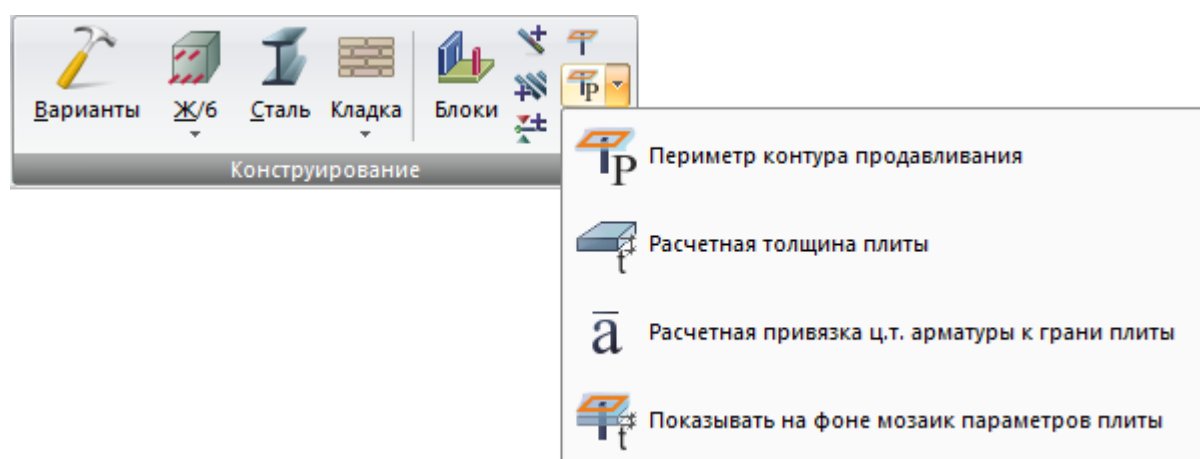 Варианты Ж/б Сталь Кладка Блоки
Конструирование
P
P Периметр контура продавливания
t Расчетная толщина плиты
a Расчетная привязка ц.т. арматуры к грани плиты
t Показывать на фоне мозаик параметров плиты